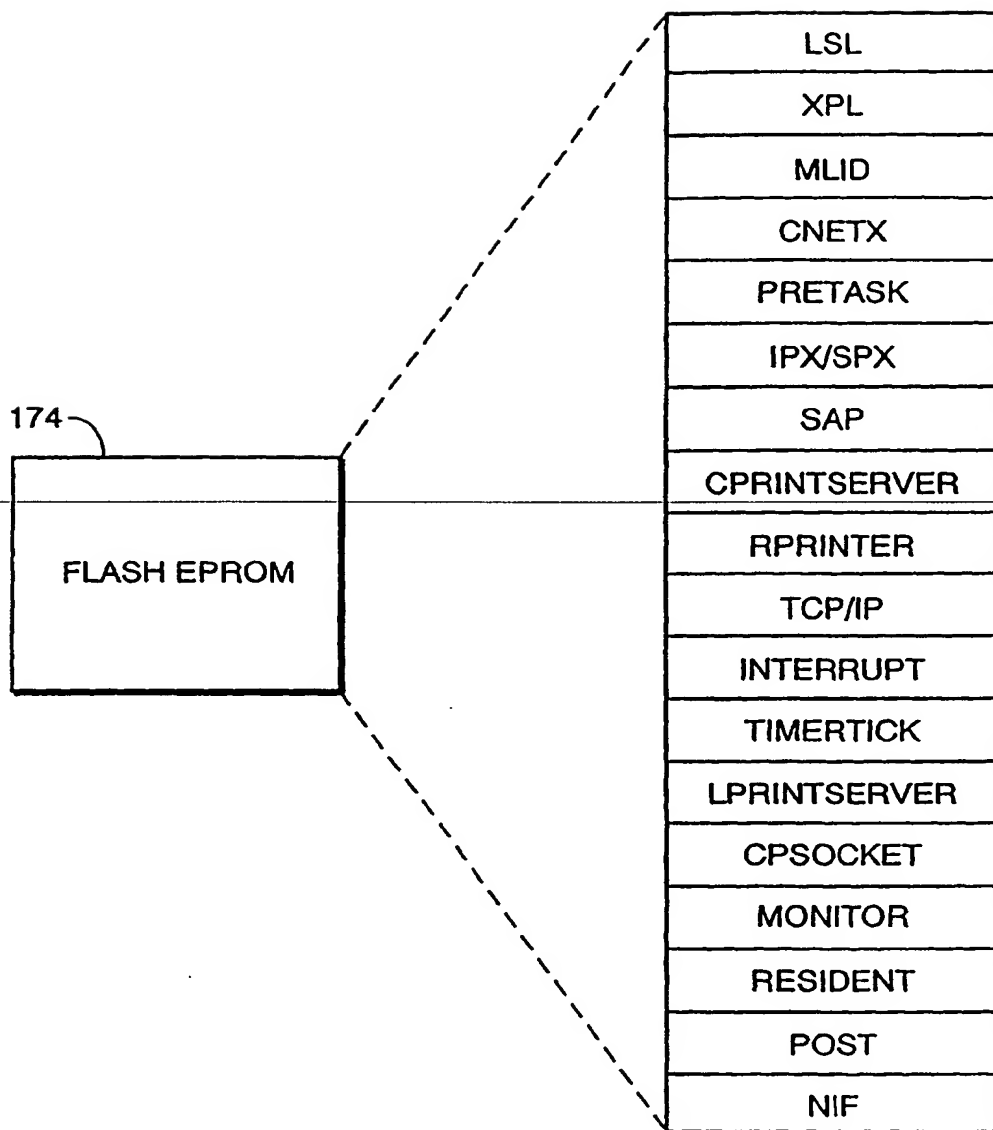 LSL
XPL
MLID
CNETX
PRETASK
IPX/SPX
SAP
174
CPRINTSERVER
FLASH EPROM
RPRINTER
TCP/IP
INTERRUPT
TIMERTICK
LPRINTSERVER
CPSOCKET
MONITOR
RESIDENT
POST
NIF